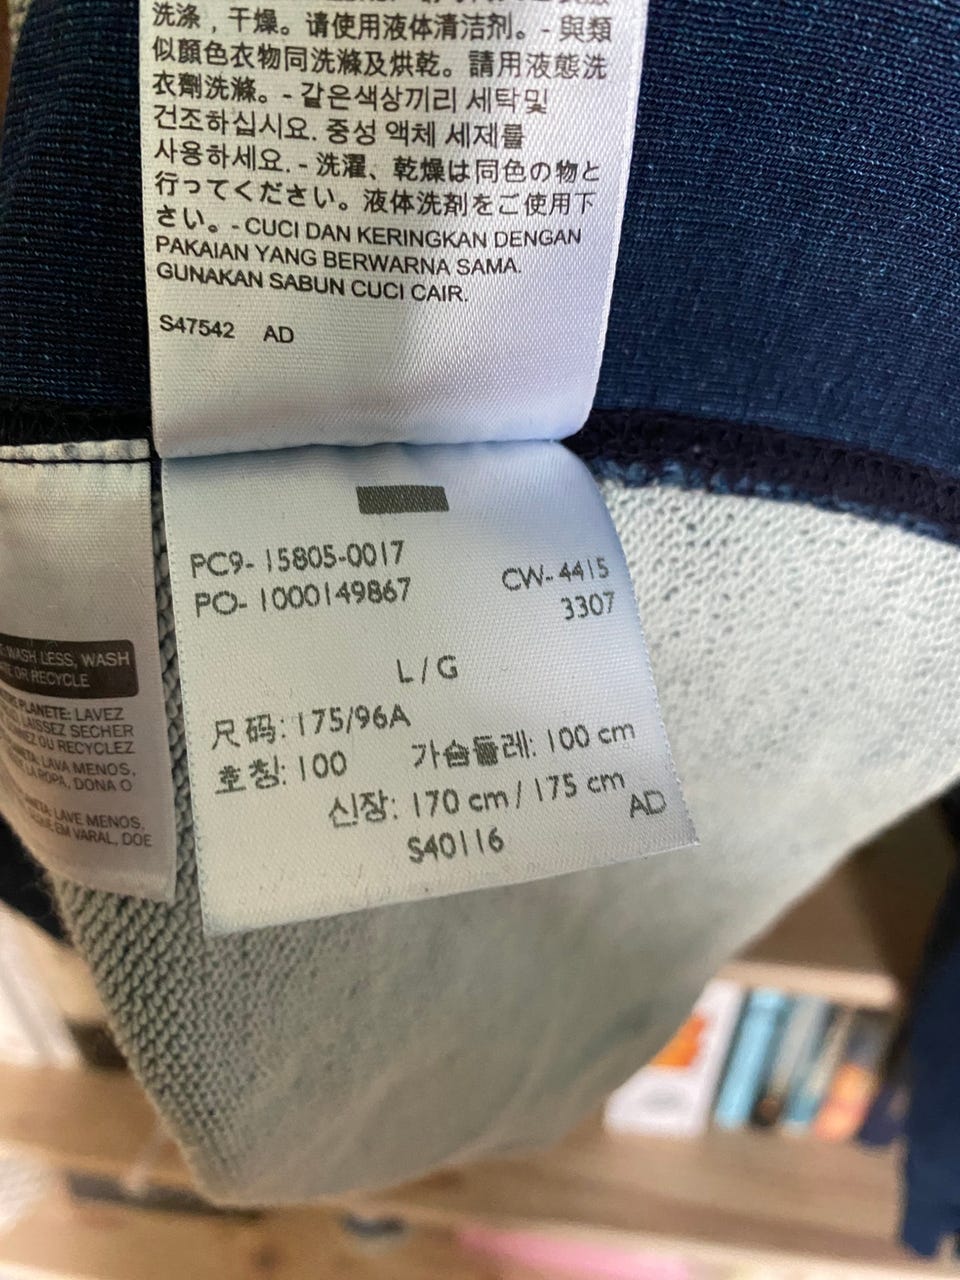 洗涤，干燥。请使用液体清洁剂。- 與類
似顏色衣物同洗滌及烘乾。請用液態洗
衣劑洗滌。- 같은색상끼리 세탁및
건조하십시요. 중성 액체 세제를
사용하세요. - 洗濯、乾燥は同色の物と
行ってください。液体洗剤をご使用下
さい。- CUCI DAN KERINGKAN DENGAN
PAKAIAN YANG BERWARNA SAMA.
GUNAKAN SABUN CUCI CAIR.
S47542 AD
PC9- 15805-0017
PO- 1000149867
CW- 4415
3307
L / G
尺码: 175/96A
호칭: 100 가슴둘레: 100 cm
신장: 170 cm / 175 cm
AD
S40116
WASH LESS, WASH
OR RECYCLE
PLANETE: LAVEZ
LAISSEZ SECHER
OU RECYCLEZ
LAVA MENOS,
LA ROPA, DONA O
LAVE MENOS,
EM VARAL, DOE